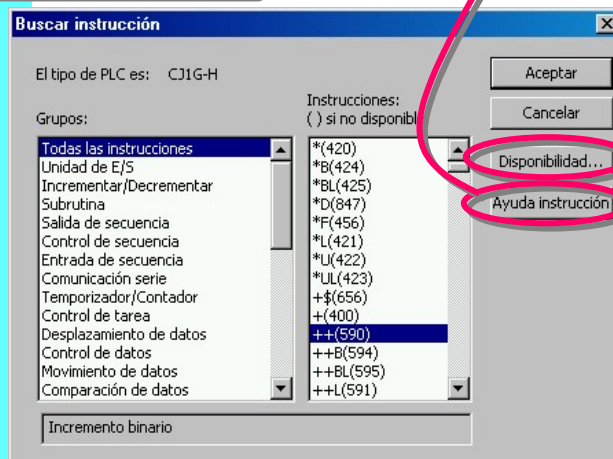 Buscar instrucción
El tipo de PLC es: CJ1G-H
Grupos:
Todas las instrucciones
Unidad de E/S
Incrementar/Decrementar
Subrutina
Salida de secuencia
Control de secuencia
Entrada de secuencia
Comunicación serie
Temporizador/Contador
Control de tarea
Desplazamiento de datos
Control de datos
Movimiento de datos
Comparación de datos
Instrucciones:
( ) si no disponibl
*(420)
*B(424)
*BL(425)
*D(847)
*F(456)
*L(421)
*U(422)
*UL(423)
+$(656)
+(400)
++(590)
++B(594)
++BL(595)
++L(591)
Aceptar
Cancelar
Disponibilidad...
Ayuda instrucción
Incremento binario